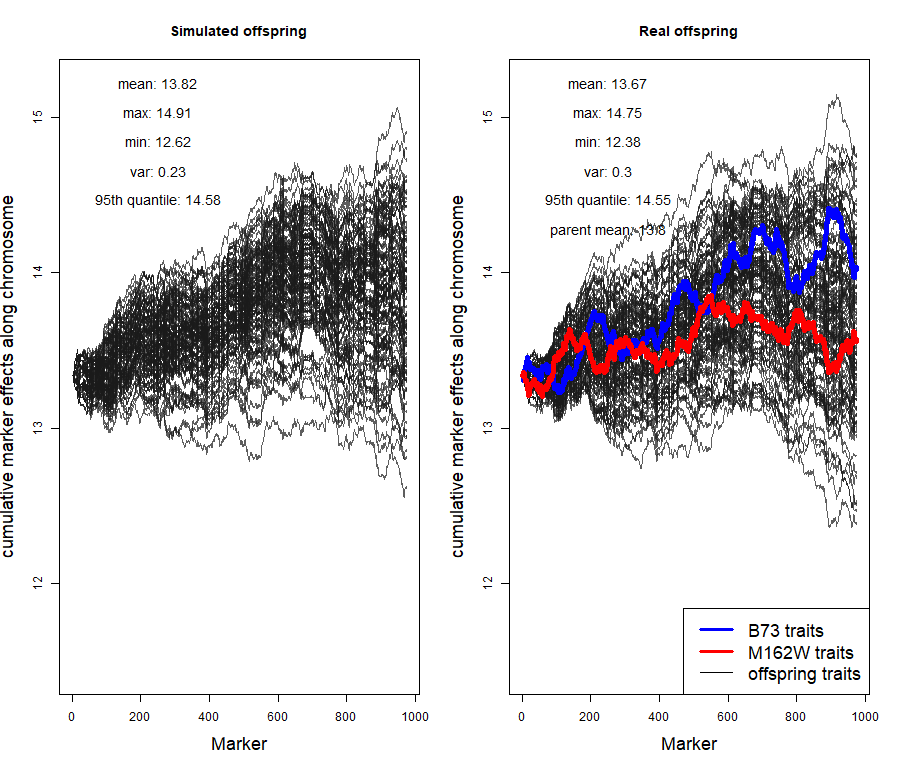 Simulated offspring
mean: 13.82
max: 14.91
min: 12.62
var: 0.23
95th quantile: 14.58
cumulative marker effects along chromosome
15
14
13
12
0 200 400 600 800 1000
Marker
Real offspring
mean: 13.67
max: 14.75
min: 12.38
var: 0.3
95th quantile: 14.55
parent mean: 13.8
cumulative marker effects along chromosome
15
14
13
12
B73 traits
M162W traits
offspring traits
0 200 400 600 800 1000
Marker